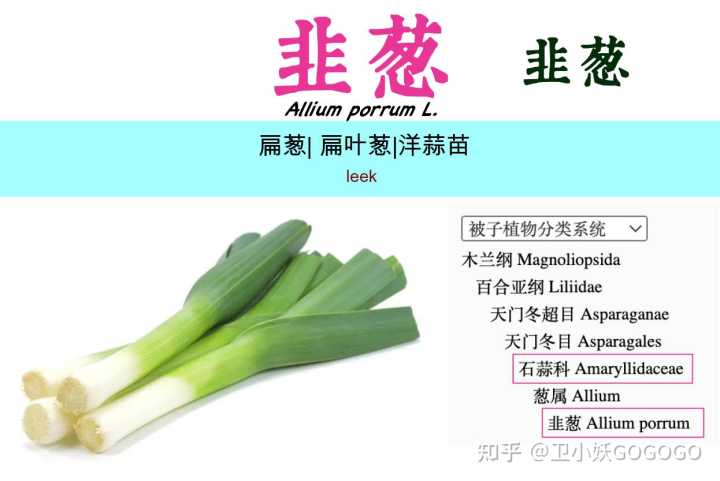 韭葱 韭葱
Allium porrum L.
扁葱| 扁叶葱|洋蒜苗
leek
被子植物分类系统
木兰纲 Magnoliopsida
百合亚纲 Liliidae
天门冬超目 Asparaganae
天门冬目 Asparagales
石蒜科 Amaryllidaceae
葱属 Allium
韭葱 Allium porrum
知乎 @卫小妖GOGOGO